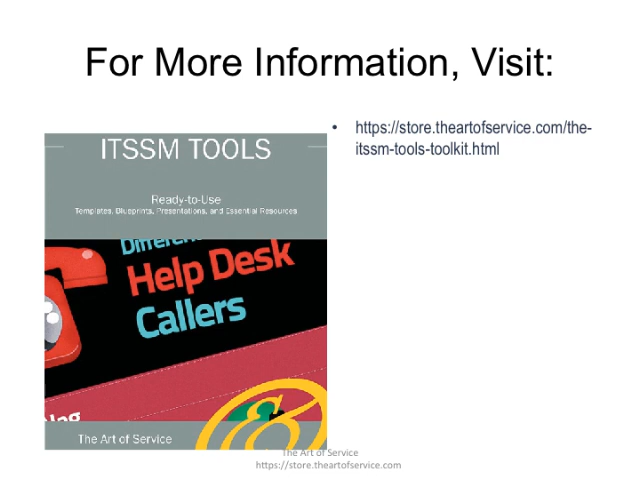 For More Information, Visit:
• https://store.theartofservice.com/the-
itssm-tools-toolkit.html
ITSSM TOOLS
Ready-to-Use
Templates, Blueprints, Presentations, and Essential Resources
Help Desk
Callers
The Art of Service
The Art of Service
https://store.theartofservice.com